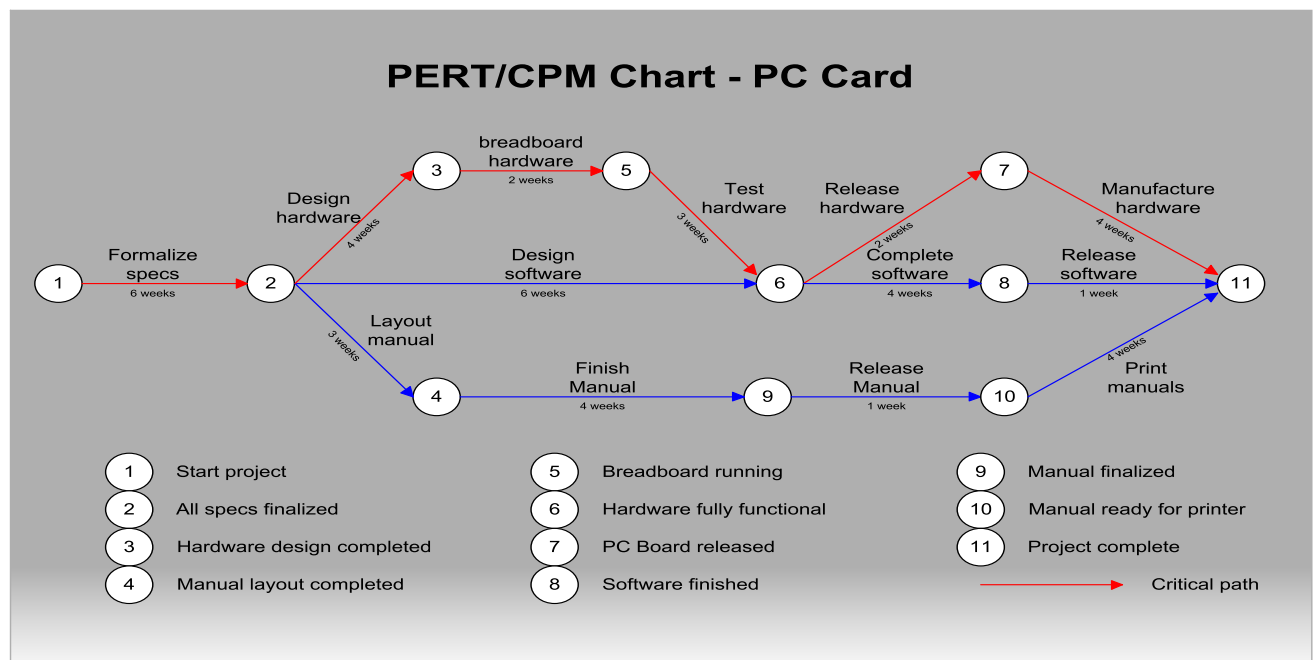 PERT/CPM Chart - PC Card
breadboard
hardware
2 weeks
3
5
7
Design
hardware
4 weeks
Test
hardware
3 weeks
Release
hardware
2 weeks
Manufacture
hardware
4 weeks
Formalize
specs
6 weeks
1
2
Design
software
6 weeks
6
Complete
software
4 weeks
8
Release
software
1 week
11
Layout
manual
3 weeks
4
Finish
Manual
4 weeks
9
Release
Manual
1 week
10
4 weeks
Print
manuals
1 Start project
2 All specs finalized
3 Hardware design completed
4 Manual layout completed
5 Breadboard running
6 Hardware fully functional
7 PC Board released
8 Software finished
9 Manual finalized
10 Manual ready for printer
11 Project complete
Critical path